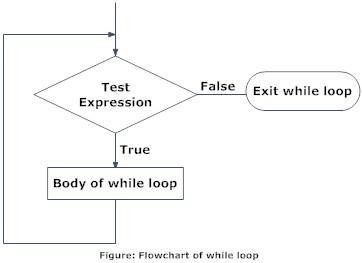 Test
Expression
False
Exit while loop
True
Body of while loop
Figure: Flowchart of while loop